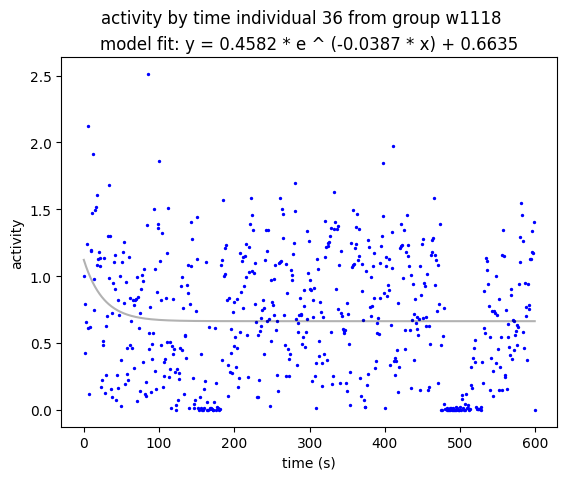 activity by time individual 36 from group w1118
model fit: y = 0.4582 * e ^ (-0.0387 * x) + 0.6635
2.5
2.0
1.5
1.0
0.5
0.0
activity
0 100 200 300 400 500 600
time (s)